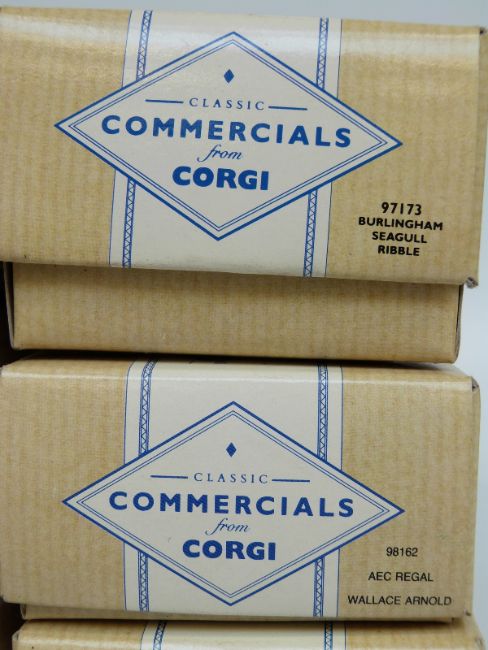 CLASSIC
COMMERCIALS
from
CORGI
97173
BURLINGHAM
SEAGULL
RIBBLE
CLASSIC
COMMERCIALS
from
CORGI
98162
AEC REGAL
WALLACE ARNOLD